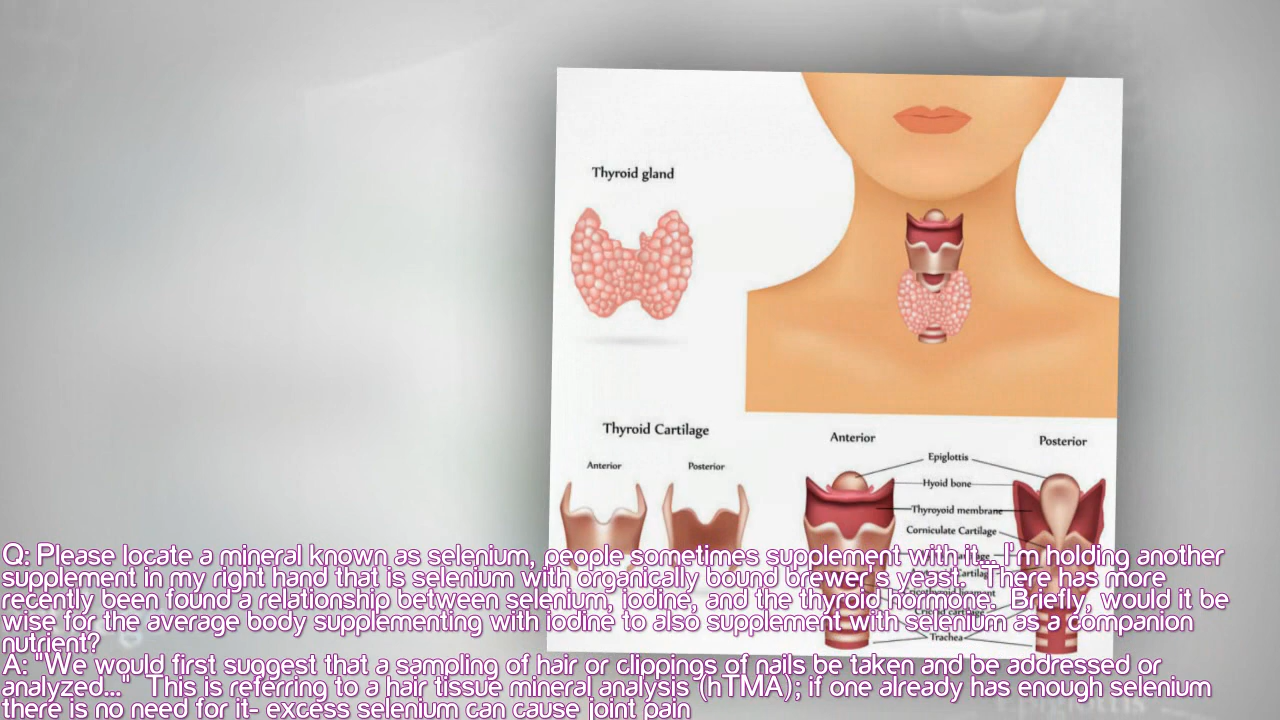 Thyroid gland
Thyroid Cartilage
Anterior
Posterior
Anterior
Posterior
Epiglottis
Hyoid bone
Thyroyoid membrane
Corniculate Cartilage
Trachea
Q: Please locate a mineral known as selenium, people sometimes supplement with it... I'm holding another
supplement in my right hand that is selenium with organically bound brewer's yeast. There has more
recently been found a relationship between selenium, iodine, and the thyroid hormone. Briefly, would it be
wise for the average body supplementing with iodine to also supplement with selenium as a companion
nutrient?
A: "We would first suggest that a sampling of hair or clippings of nails be taken and be addressed or
analyzed..." This is referring to a hair tissue mineral analysis (hTMA); if one already has enough selenium
there is no need for it- excess selenium can cause joint pain